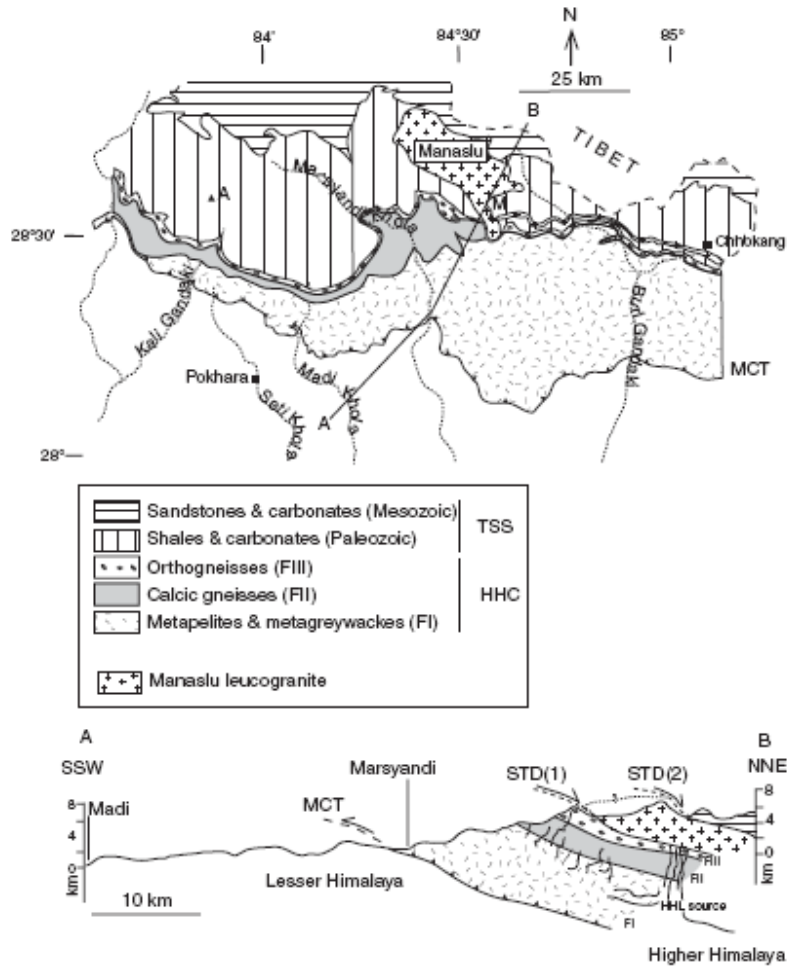 84°
84°30'
85°
N
25 km
B
TIBET
Manaslu
Marsyandi Khola
A
M
28°30'
Chhokang
Kali Gandaki
Buri Gandaki
MCT
Pokhara
Madi Khola
Seti Khola
A
28°
Sandstones & carbonates (Mesozoic)
Shales & carbonates (Paleozoic)
TSS
Orthogneisses (FIII)
Calcic gneisses (FII)
HHC
Metapelites & metagreywackes (FI)
Manaslu leucogranite
A
B
SSW
Marsyandi
STD(1)
STD(2)
NNE
8
Madi
MCT
8
4
4
0
0
km
km
FIII
FII
10 km
Lesser Himalaya
HHL source
FI
Higher Himalaya